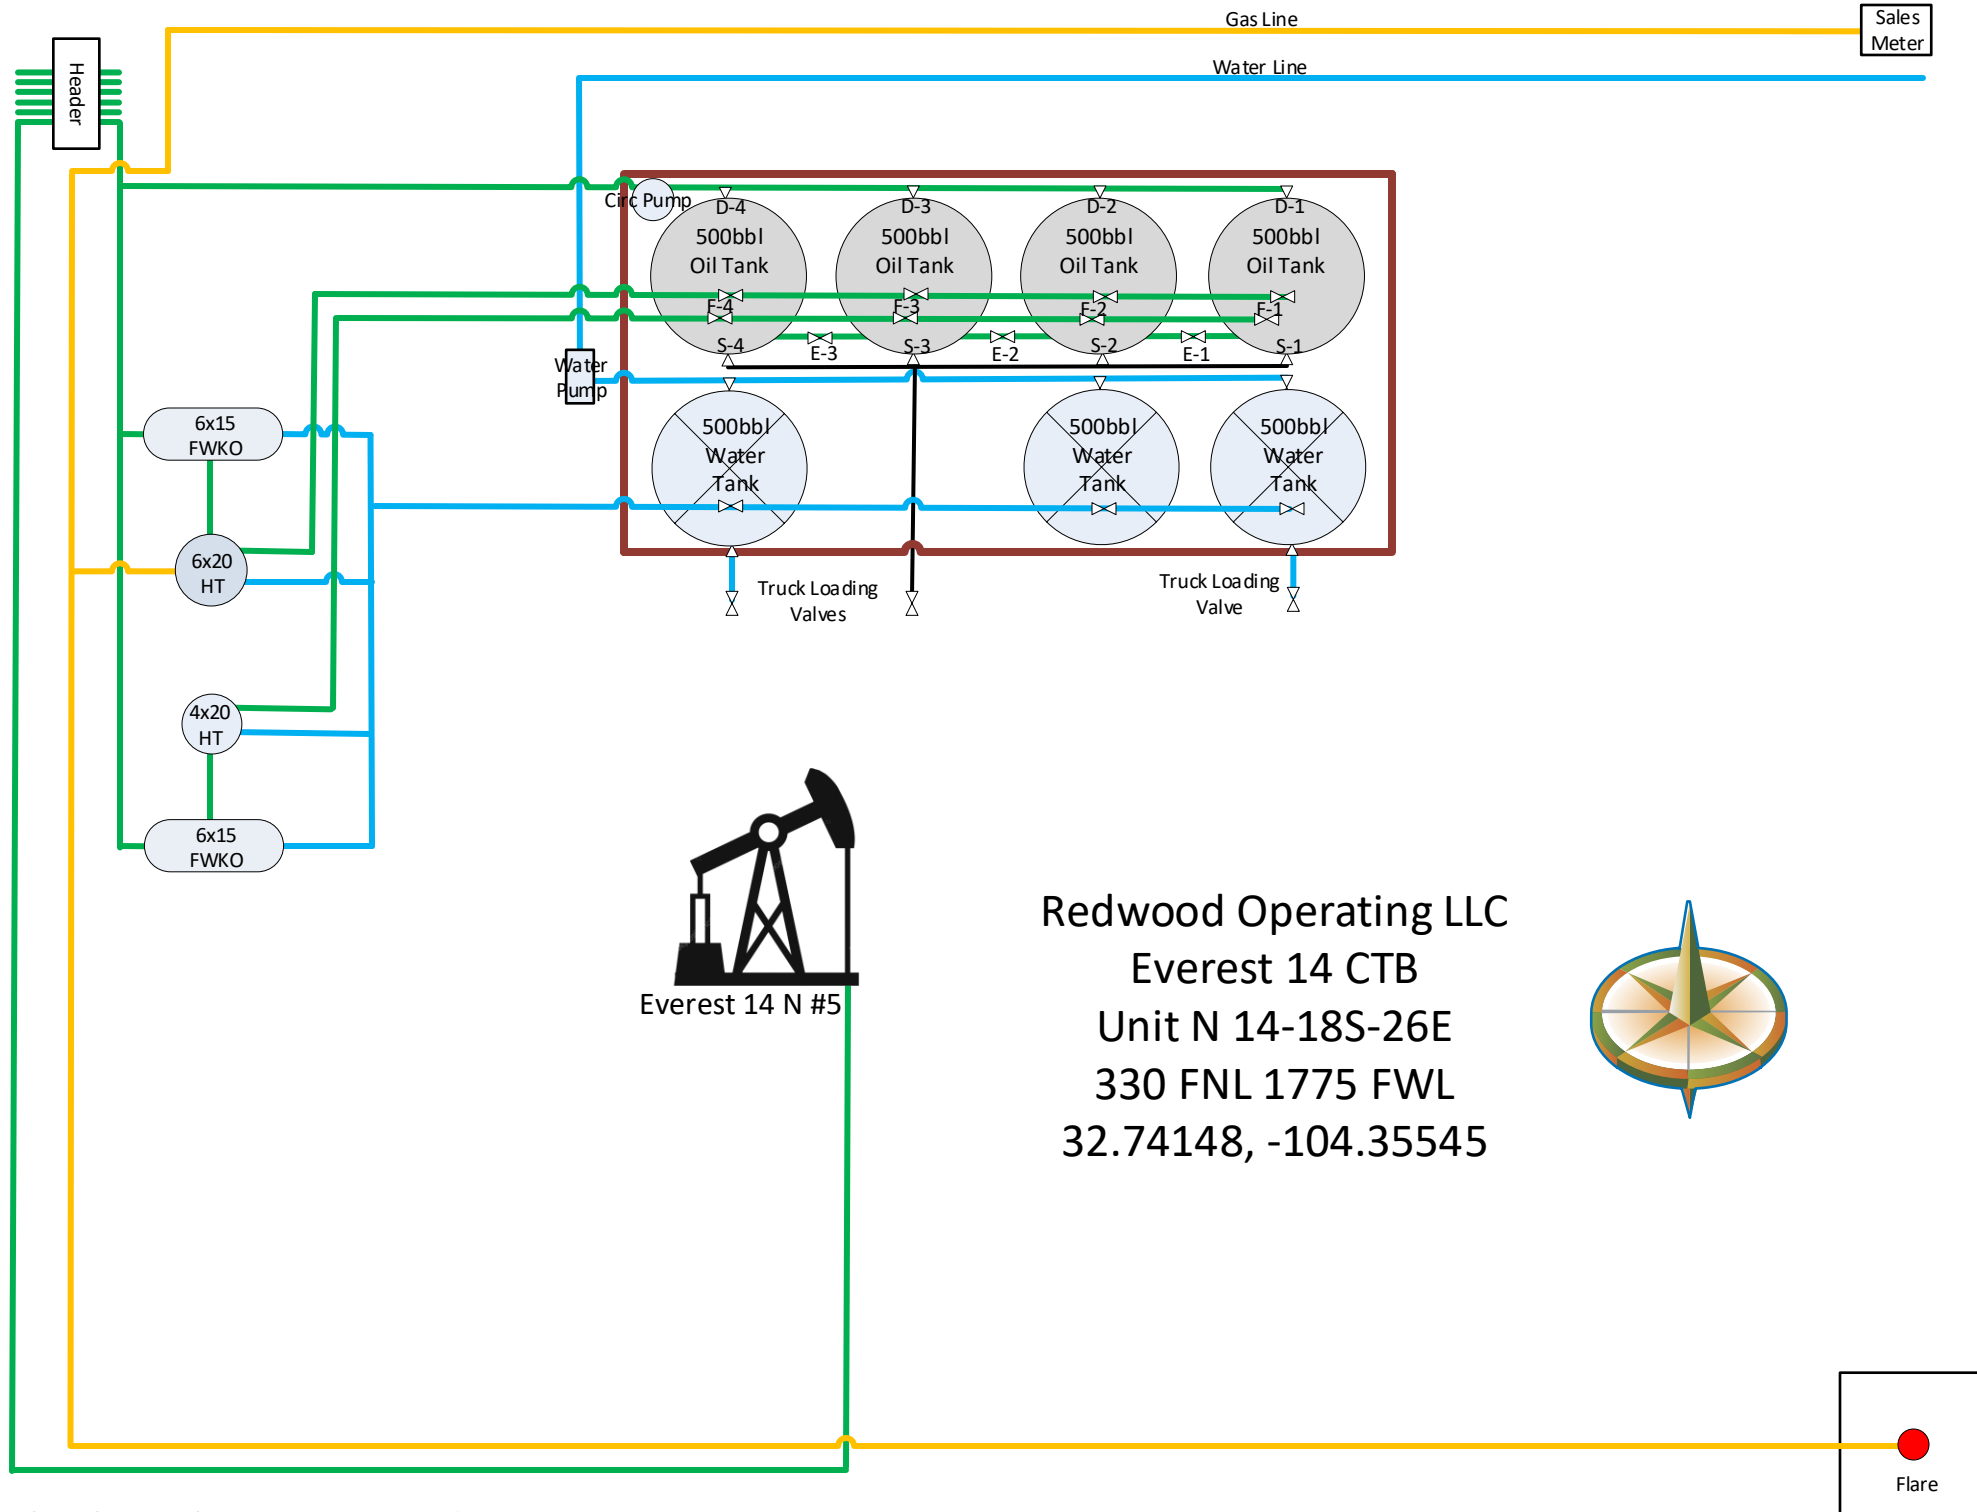 Gas Line
Sales
Meter
Header
Water Line
Circ Pump
D-4
D-3
D-2
D-1
500bbl
Oil Tank
500bbl
Oil Tank
500bbl
Oil Tank
500bbl
Oil Tank
F-4
F-3
F-2
F-1
S-4
E-3
S-3
E-2
S-2
E-1
S-1
Water
Pump
6x15
FWKO
500bbl
Water
Tank
500bbl
Water
Tank
500bbl
Water
Tank
6x20
HT
Truck Loading
Valves
Truck Loading
Valve
4x20
HT
6x15
FWKO
Everest 14 N #5
Redwood Operating LLC
Everest 14 CTB
Unit N 14-18S-26E
330 FNL 1775 FWL
32.74148, -104.35545
Flare